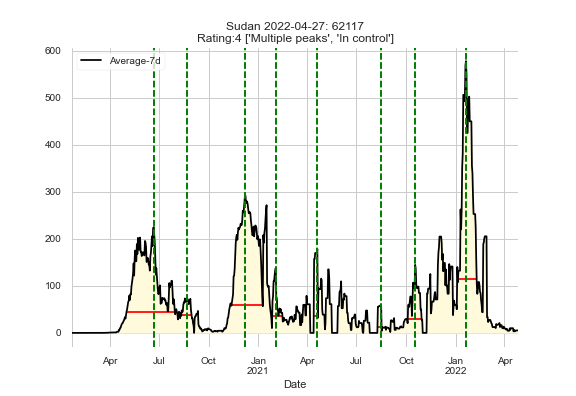 Sudan 2022-04-27: 62117
Rating:4 ['Multiple peaks', 'In control']
600
Average-7d
500
400
300
200
100
0
Apr Jul Oct Jan Apr Jul Oct Jan Apr
2021 2022
Date